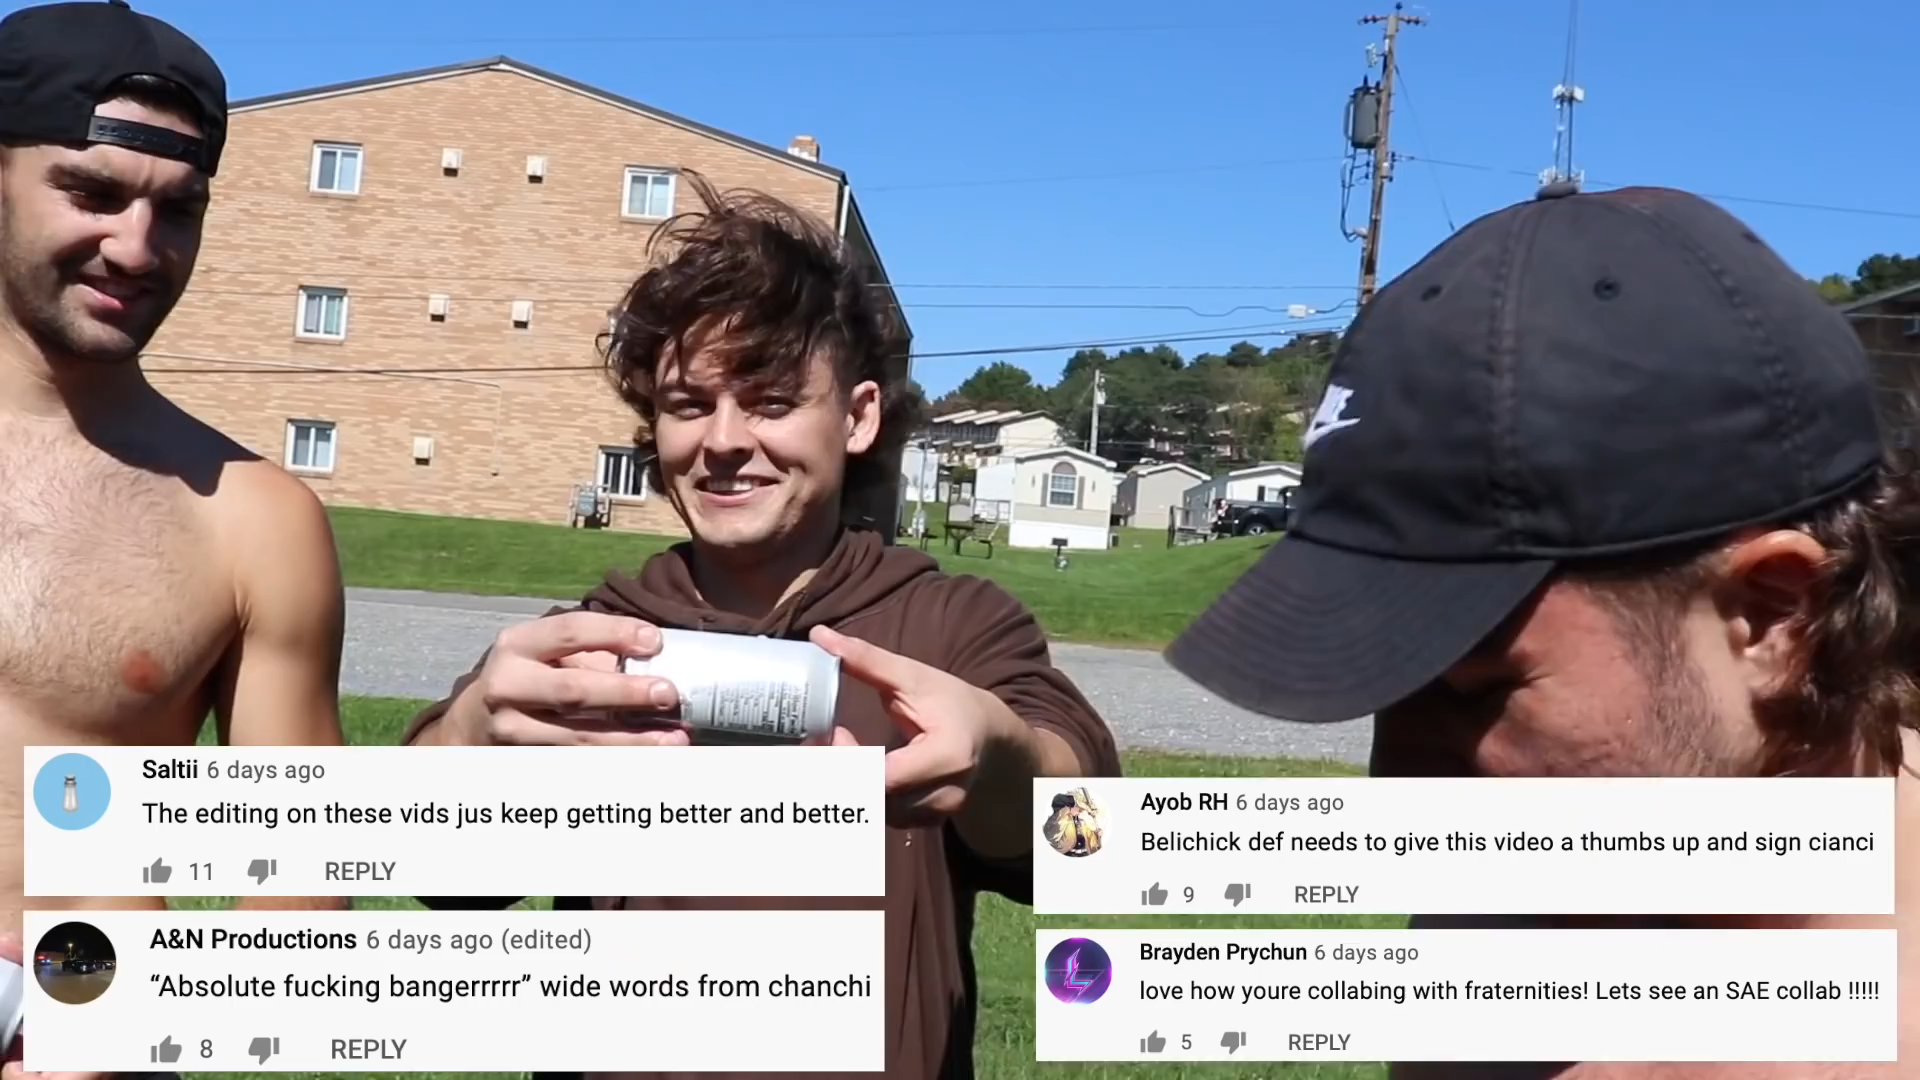 Saltii 6 days ago
The editing on these vids jus keep getting better and better.
11 REPLY
A&N Productions 6 days ago (edited)
“Absolute fucking bangerrrrr” wide words from chanchi
8 REPLY
Ayob RH 6 days ago
Belichick def needs to give this video a thumbs up and sign cianci
9 REPLY
Brayden Prychun 6 days ago
love how youre collabing with fraternities! Lets see an SAE collab !!!!!
5 REPLY